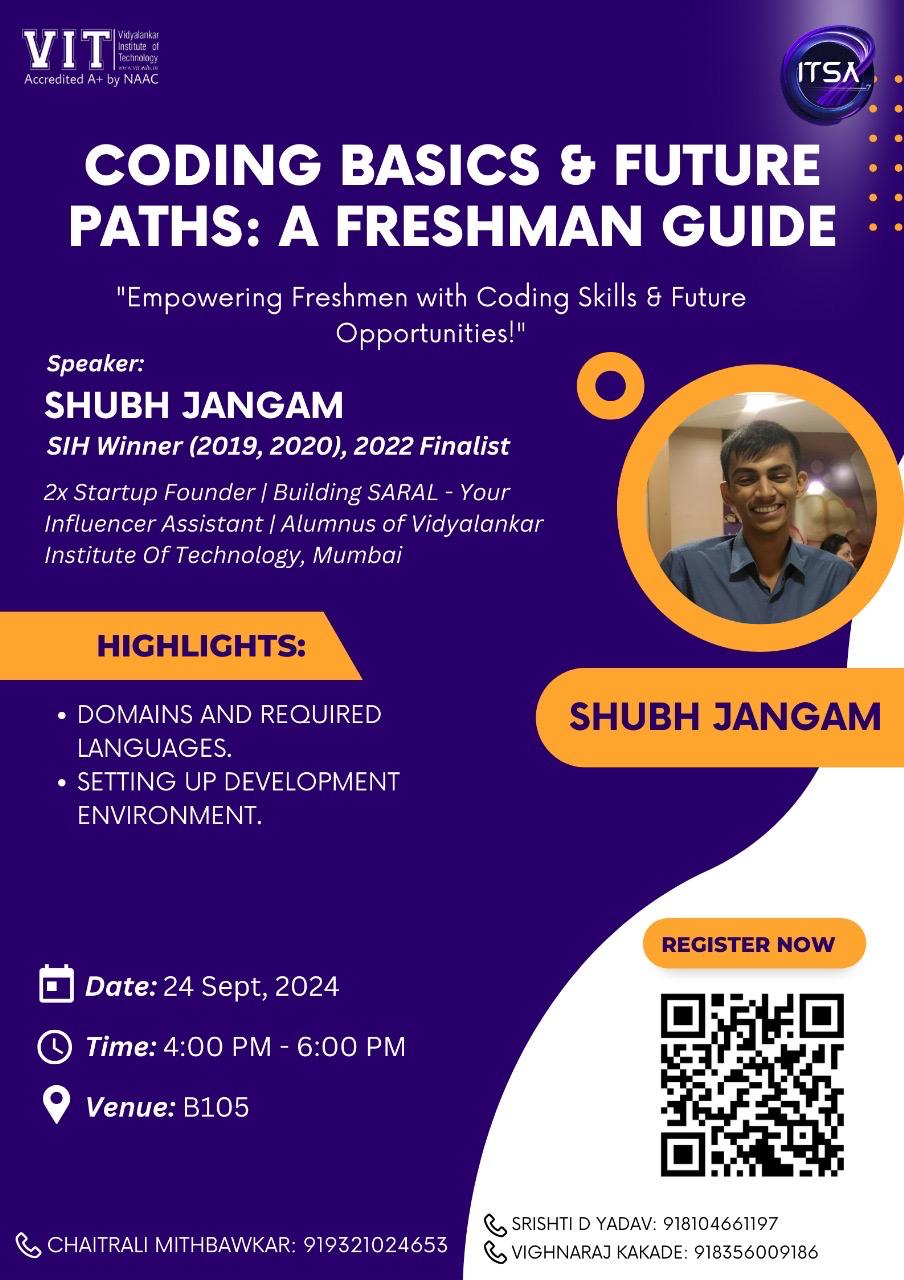 VIT
Vidyalankar
Institute of
Technology
www.vit.edu.in
Accredited A+ by NAAC
ITSA
CODING BASICS & FUTURE
PATHS: A FRESHMAN GUIDE
"Empowering Freshmen with Coding Skills & Future
Opportunities!"
Speaker:
SHUBH JANGAM
SIH Winner (2019, 2020), 2022 Finalist
2x Startup Founder | Building SARAL - Your
Influencer Assistant | Alumnus of Vidyalankar
Institute Of Technology, Mumbai
HIGHLIGHTS:
SHUBH JANGAM
• DOMAINS AND REQUIRED
LANGUAGES.
• SETTING UP DEVELOPMENT
ENVIRONMENT.
REGISTER NOW
Date: 24 Sept, 2024
Time: 4:00 PM - 6:00 PM
Venue: B105
CHAITRALI MITHBAWKAR: 919321024653
SRISHTI D YADAV: 918104661197
VIGHNARAJ KAKADE: 918356009186